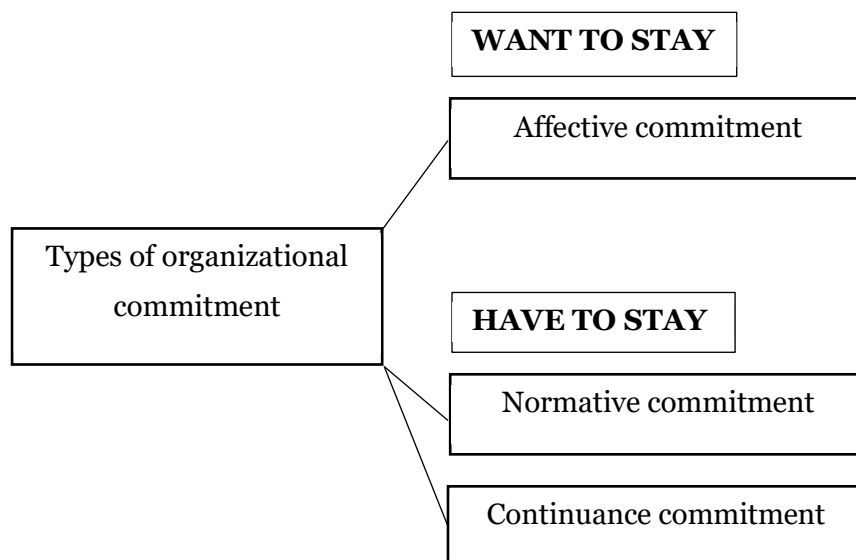 WANT TO STAY
Affective commitment
Types of organizational
commitment
HAVE TO STAY
Normative commitment
Continuance commitment